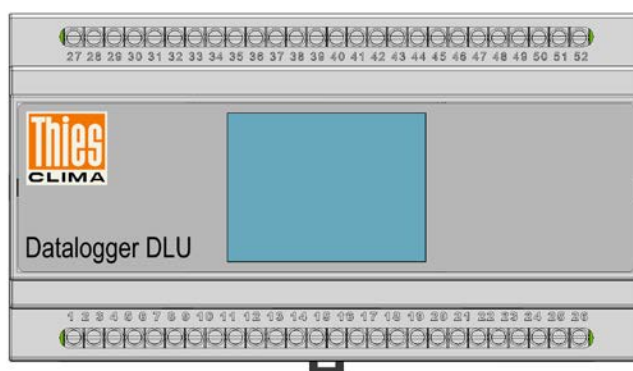 27 28 29 30 31 32 33 34 35 36 37 38 39 40 41 42 43 44 45 46 47 48 49 50 51 52
Thies
CLIMA
Datalogger DLU
1 2 3 4 5 6 7 8 9 10 11 12 13 14 15 16 17 18 19 20 21 22 23 24 25 26